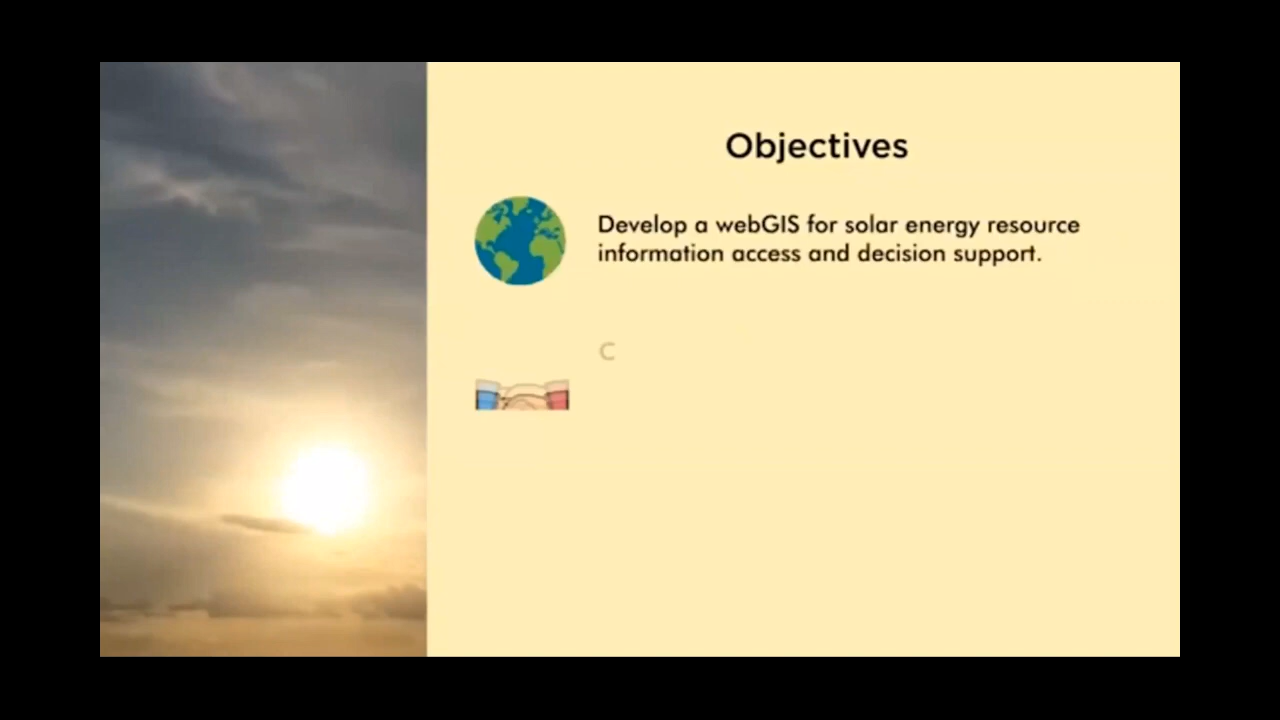 Objectives
Develop a webGIS for solar energy resource
information access and decision support.
C